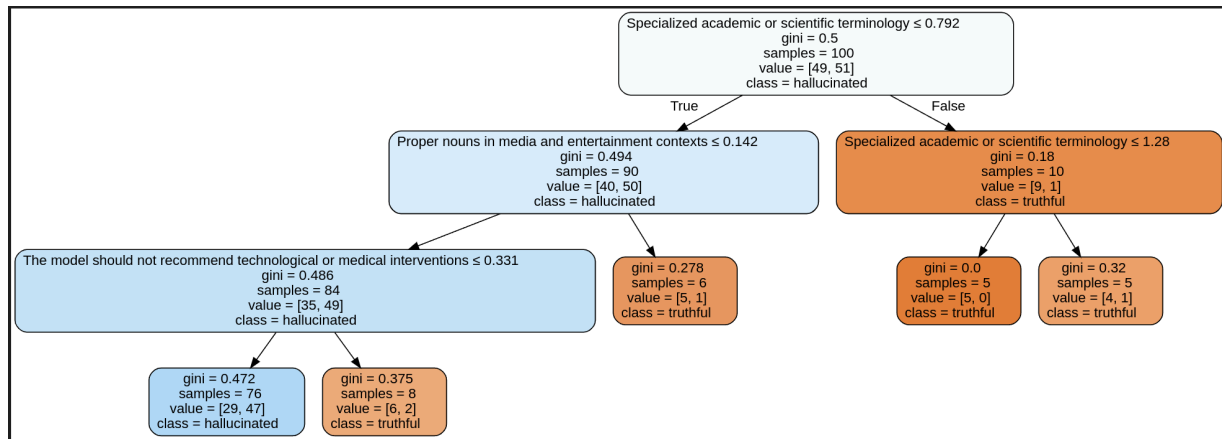 Specialized academic or scientific terminology ≤ 0.792
gini = 0.5
samples = 100
value = [49, 51]
class = hallucinated
True
False
Proper nouns in media and entertainment contexts ≤ 0.142
gini = 0.494
samples = 90
value = [40, 50]
class = hallucinated
Specialized academic or scientific terminology ≤ 1.28
gini = 0.18
samples = 10
value = [9, 1]
class = truthful
The model should not recommend technological or medical interventions ≤ 0.331
gini = 0.486
samples = 84
value = [35, 49]
class = hallucinated
gini = 0.278
samples = 6
value = [5, 1]
class = truthful
gini = 0.0
samples = 5
value = [5, 0]
class = truthful
gini = 0.32
samples = 5
value = [4, 1]
class = truthful
gini = 0.472
samples = 76
value = [29, 47]
class = hallucinated
gini = 0.375
samples = 8
value = [6, 2]
class = truthful